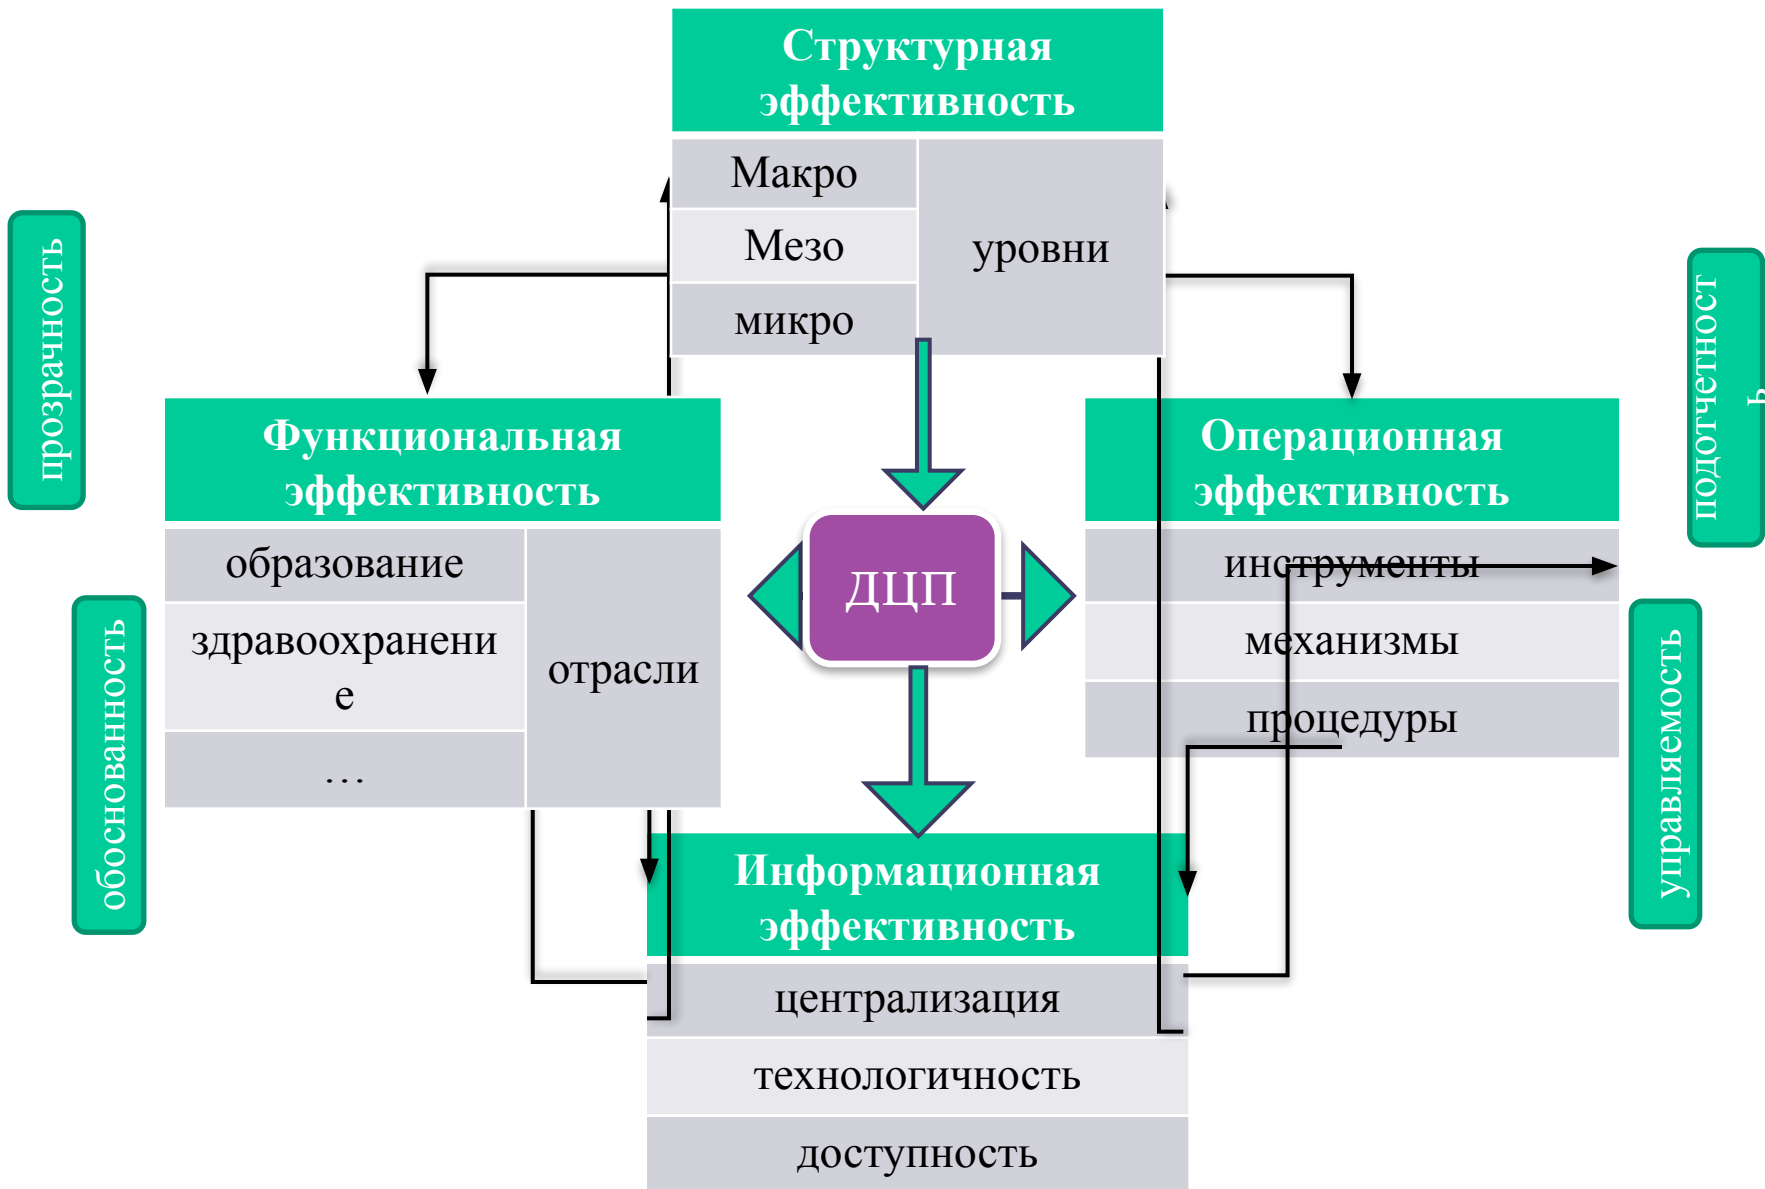 Структурная
эффективность
Макро
Мезо
микро
уровни
прозрачность
подотчетност
ь
Функциональная
эффективность
образование
здравоохранени
е
…
отрасли
ДЦП
Операционная
эффективность
инструменты
механизмы
процедуры
обоснованность
управляемость
Информационная
эффективность
централизация
технологичность
доступность